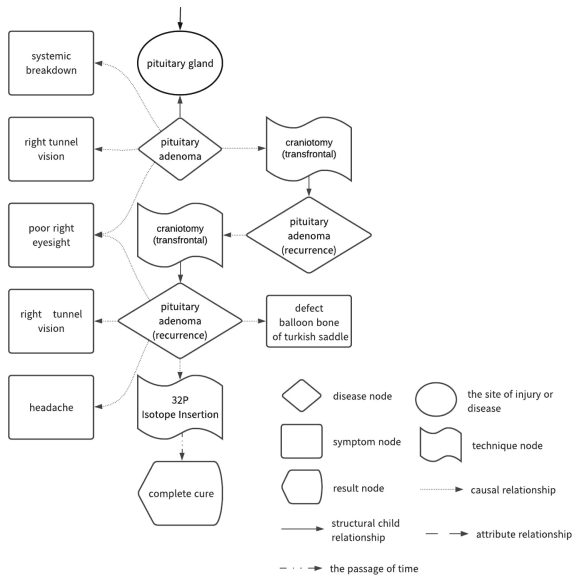 systemic
breakdown
pituitary gland
right tunnel
vision
pituitary
adenoma
craniotomy
(transfrontal)
poor right
eyesight
craniotomy
(transfrontal)
pituitary
adenoma
(recurrence)
right tunnel
vision
pituitary
adenoma
(recurrence)
defect
balloon bone
of turkish saddle
headache
32P
Isotope Insertion
complete cure
disease node
the site of injury or
disease
symptom node
technique node
result node
causal relationship
structural child
relationship
attribute relationship
the passage of time